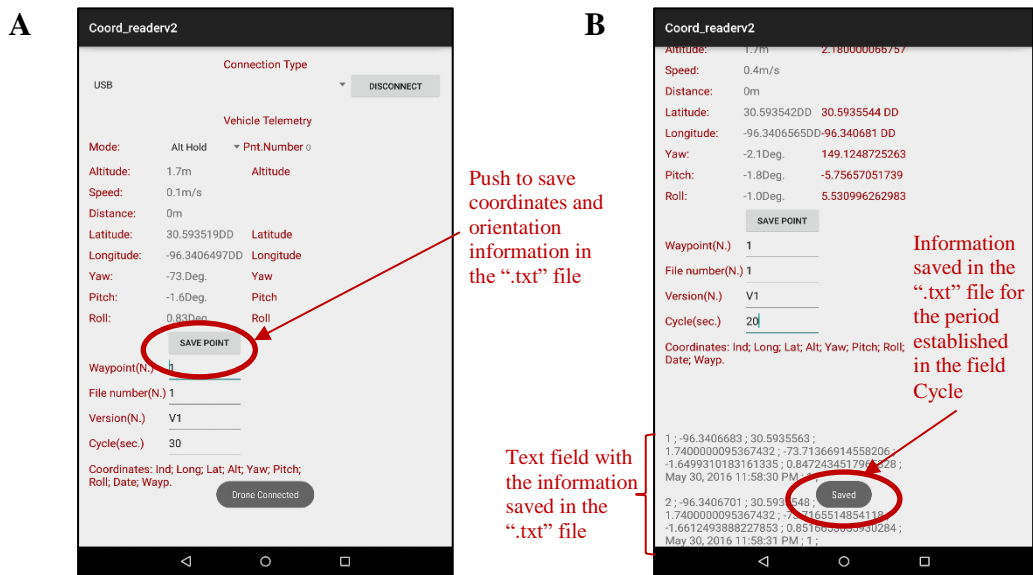 A
Coord_readerv2
Connection Type
USB
DISCONNECT
Vehicle Telemetry
Mode: Alt Hold Pnt.Number 0
Altitude: 1.7m Altitude
Speed: 0.1m/s
Distance: 0m
Latitude: 30.593519DD Latitude
Longitude: -96.3406497DD Longitude
Yaw: -73.Deg. Yaw
Pitch: -1.6Deg. Pitch
Roll: 0.83Deg. Roll
SAVE POINT
Waypoint(N.) 1
File number(N.) 1
Version(N.) V1
Cycle(sec.) 30
Coordinates: Ind; Long; Lat; Alt; Yaw; Pitch;
Roll; Date; Wayp.
Drone Connected
Push to save
coordinates and
orientation
information in
the “.txt” file
B
Coord_readerv2
Altitude: 1.7m 2.180000066757
Speed: 0.4m/s
Distance: 0m
Latitude: 30.593542DD 30.5935544 DD
Longitude: -96.3406565DD -96.340681 DD
Yaw: -2.1Deg. 149.1248725263
Pitch: -1.8Deg. -5.75657051739
Roll: -1.0Deg. 5.530996262983
SAVE POINT
Waypoint(N.) 1
File number(N.) 1
Version(N.) V1
Cycle(sec.) 20
Coordinates: Ind; Long; Lat; Alt; Yaw; Pitch; Roll;
Date; Wayp.
Information
saved in the
“.txt” file for
the period
established
in the field
Cycle
Text field with
the information
saved in the
“.txt” file
1 ; -96.3406683 ; 30.5935563 ;
1.7400000095367432 ; -73.71366914558206 ;
-1.6499310183161335 ;
May 30, 2016 11:58:30 PM ; 1 ;
Saved
2 ; -96.3406701 ;
1.7400000095367432 ;
-1.6612493888227853 ;
May 30, 2016 11:58:31 PM ; 1 ;